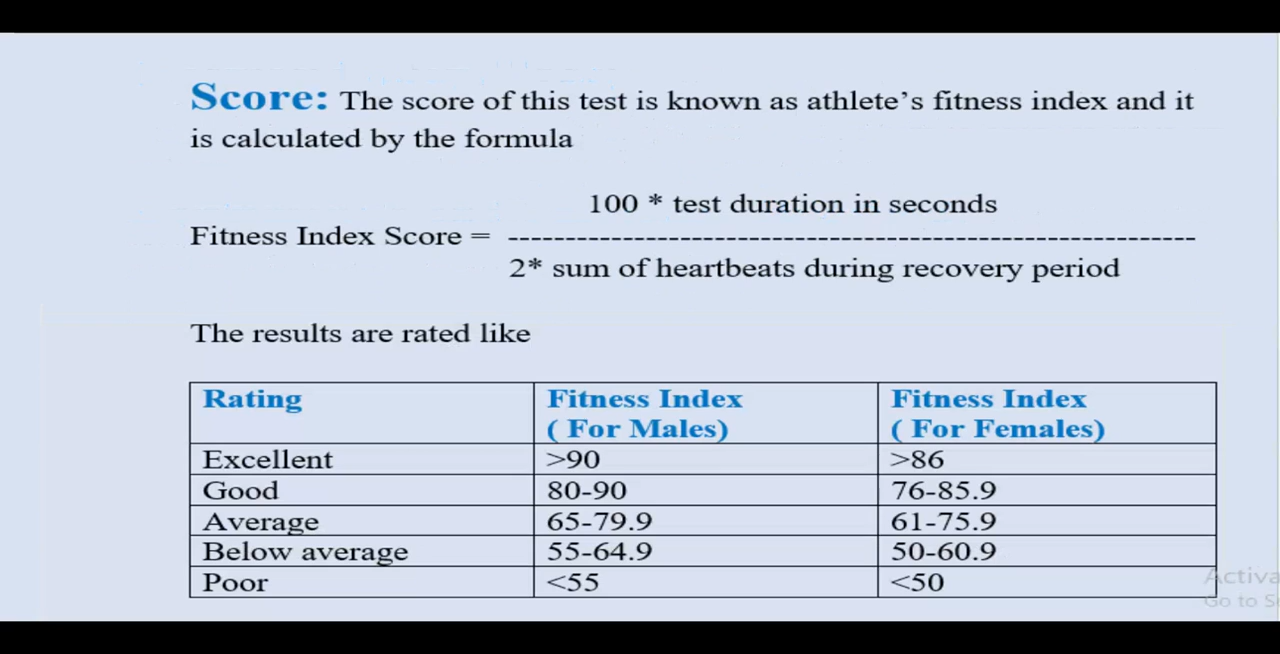 Score: The score of this test is known as athlete's fitness index and it
is calculated by the formula
100 * test duration in seconds
Fitness Index Score = ------------------------------------------------------------
2* sum of heartbeats during recovery period
The results are rated like
Rating Fitness Index ( For Males) Fitness Index ( For Females)
Excellent >90 >86
Good 80-90 76-85.9
Average 65-79.9 61-75.9
Below average 55-64.9 50-60.9
Poor <55 <50
Activa
Go to S